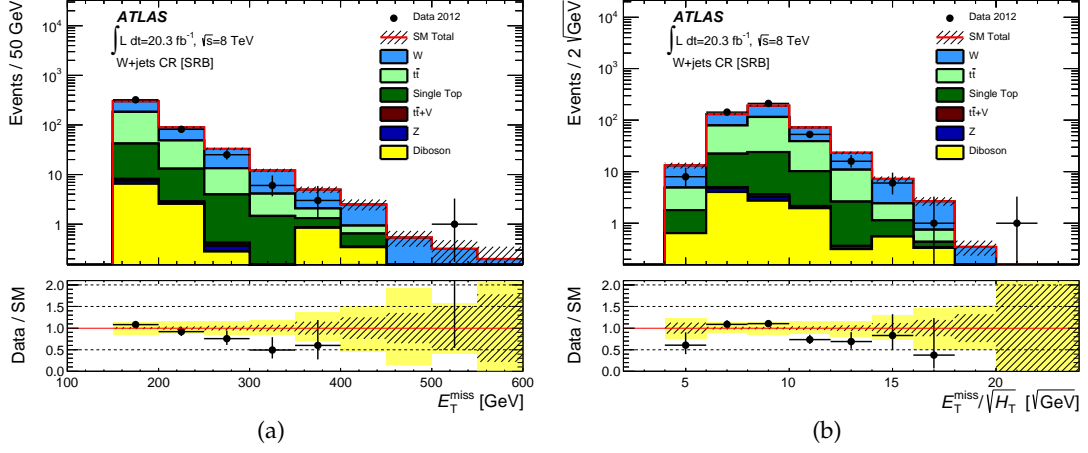 Events / 50 GeV
10⁴
10³
10²
10
1
ATLAS
∫ L dt=20.3 fb⁻¹, √s=8 TeV
W+jets CR [SRB]
Data 2012
SM Total
W
tt̄
Single Top
tt̄+V
Z
Diboson
Data / SM
2.0
1.5
1.0
0.5
0.0
100 200 300 400 500 600
E_T^miss [GeV]
(a)
Events / 2 √GeV
10⁴
10³
10²
10
1
ATLAS
∫ L dt=20.3 fb⁻¹, √s=8 TeV
W+jets CR [SRB]
Data 2012
SM Total
W
tt̄
Single Top
tt̄+V
Z
Diboson
Data / SM
2.0
1.5
1.0
0.5
0.0
5 10 15 20
E_T^miss/√H_T [√GeV]
(b)